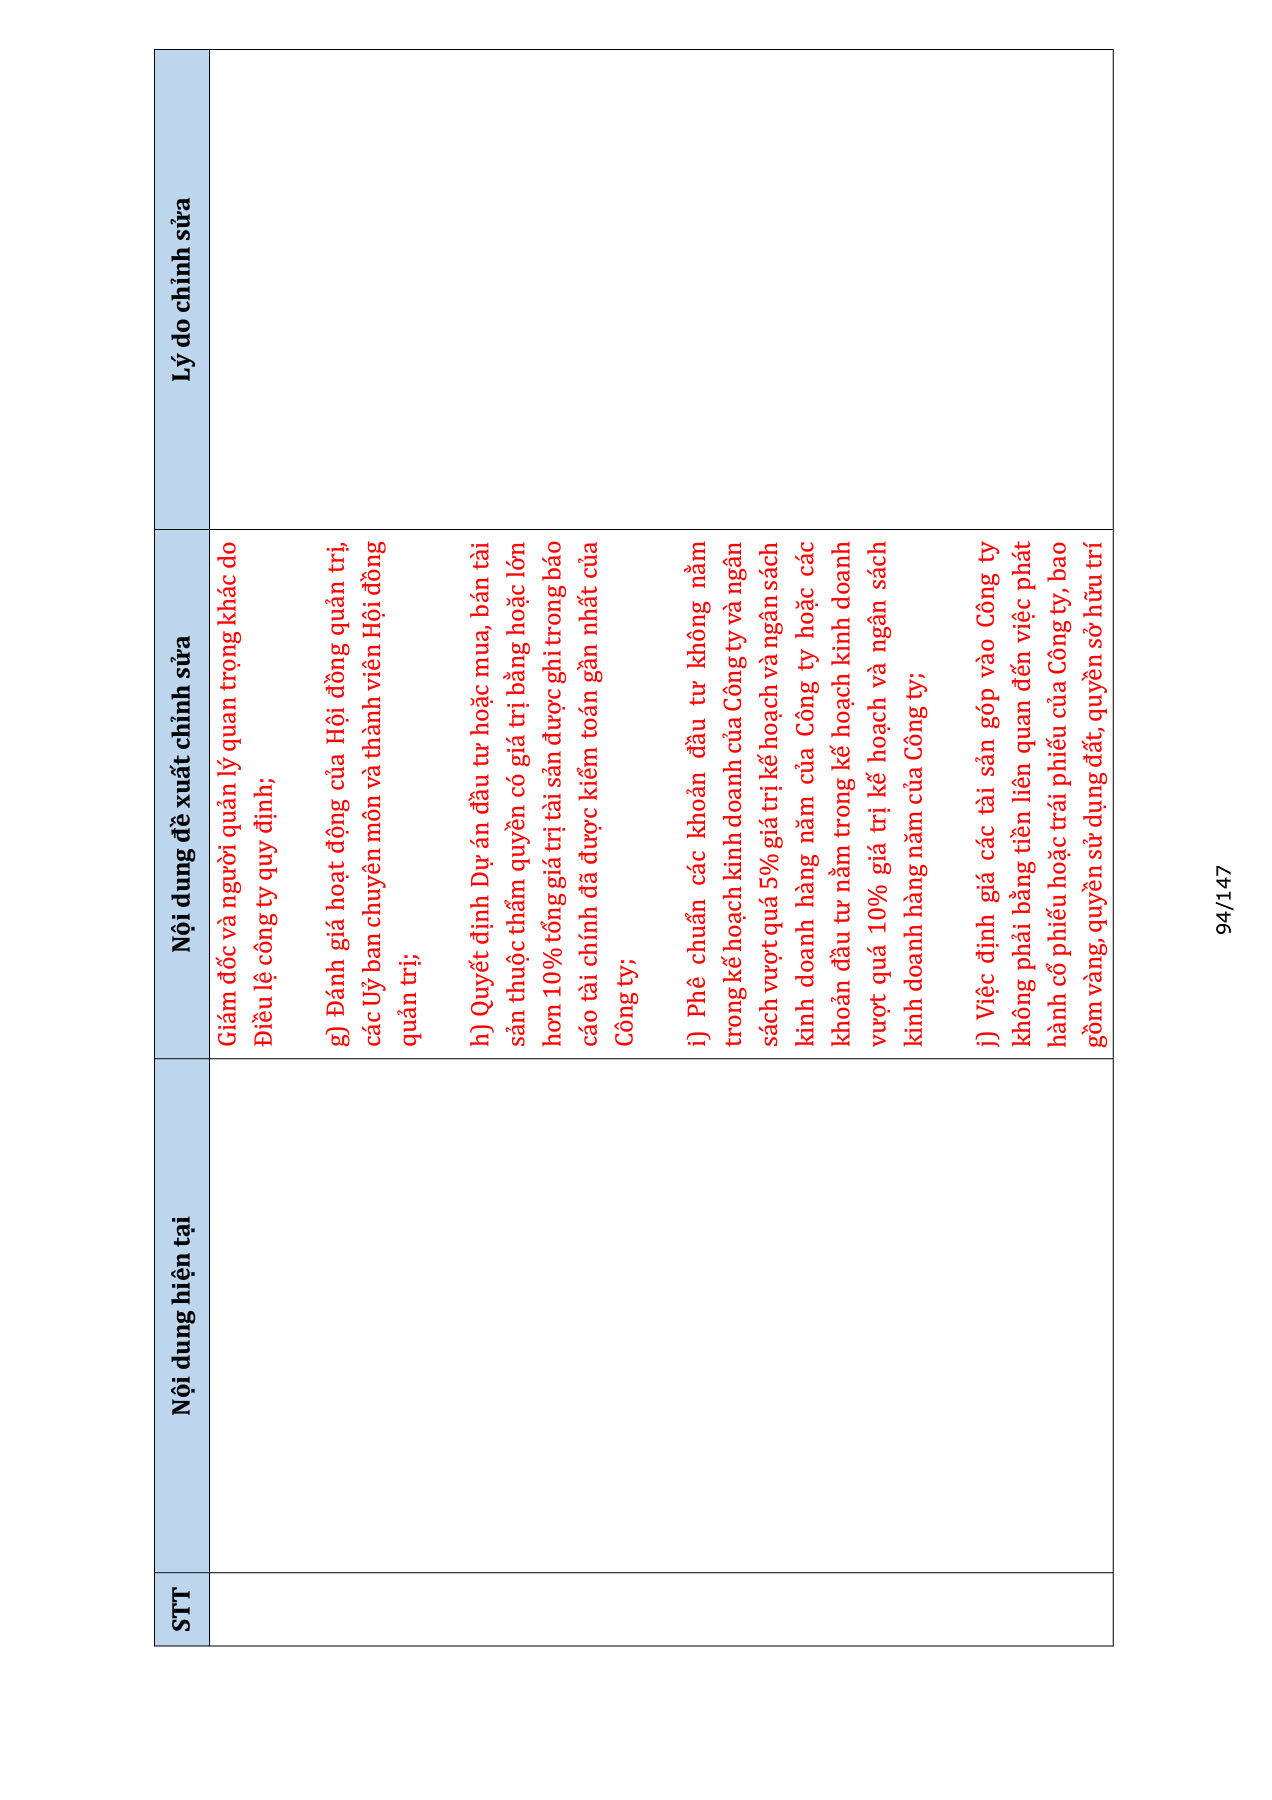 STT
Nội dung hiện tại
Nội dung đề xuất chỉnh sửa
Lý do chỉnh sửa
Giám đốc và người quản lý quan trọng khác do
Điều lệ công ty quy định;
g) Đánh giá hoạt động của Hội đồng quản trị,
các Uỷ ban chuyên môn và thành viên Hội đồng
quản trị;
h) Quyết định Dự án đầu tư hoặc mua, bán tài
sản thuộc thẩm quyền có giá trị bằng hoặc lớn
hơn 10% tổng giá trị tài sản được ghi trong báo
cáo tài chính đã được kiểm toán gần nhất của
Công ty;
i) Phê chuẩn các khoản đầu tư không nằm
trong kế hoạch kinh doanh của Công ty và ngân
sách vượt quá 5% giá trị kế hoạch và ngân sách
kinh doanh hàng năm của Công ty hoặc các
khoản đầu tư nằm trong kế hoạch kinh doanh
vượt quá 10% giá trị kế hoạch và ngân sách
kinh doanh hàng năm của Công ty;
j) Việc định giá các tài sản góp vào Công ty
không phải bằng tiền liên quan đến việc phát
hành cổ phiếu hoặc trái phiếu của Công ty, bao
gồm vàng, quyền sử dụng đất, quyền sở hữu trí
94/147